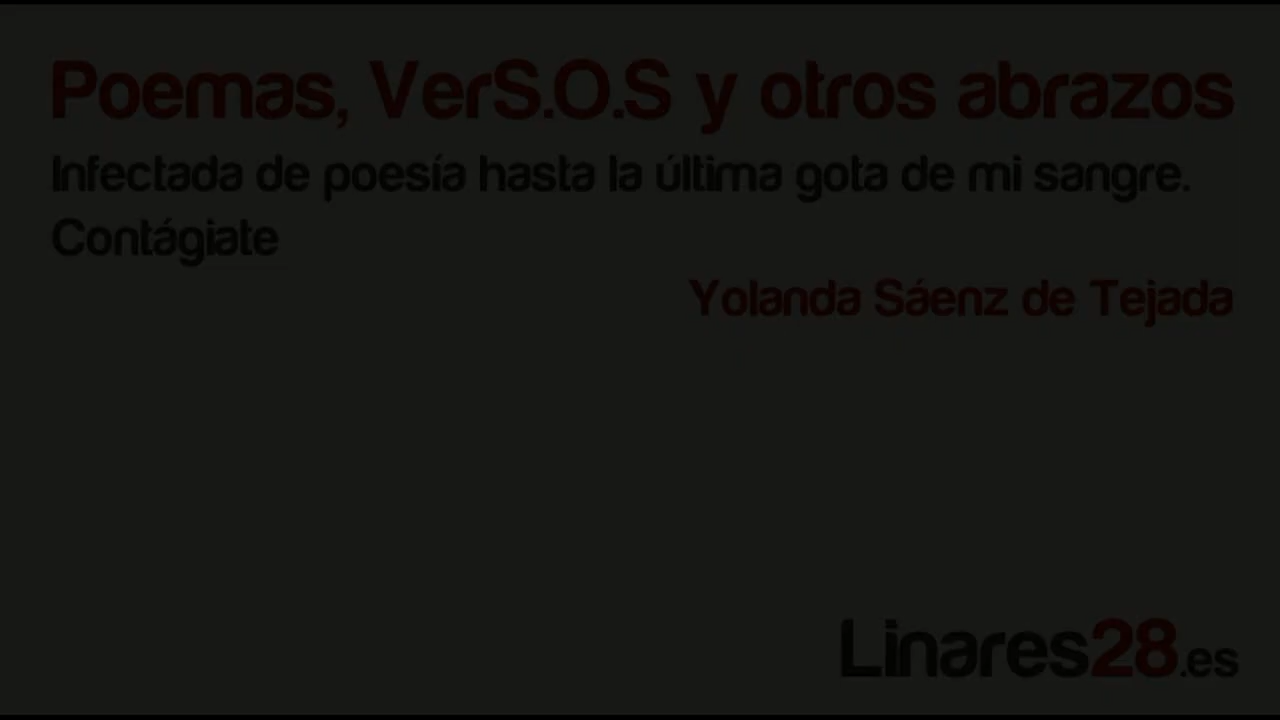 Poemas, VerS.O.S y otros abrazos
Infectada de poesía hasta la última gota de mi sangre.
Contágiate
Yolanda Sáenz de Tejada
Linares28.es